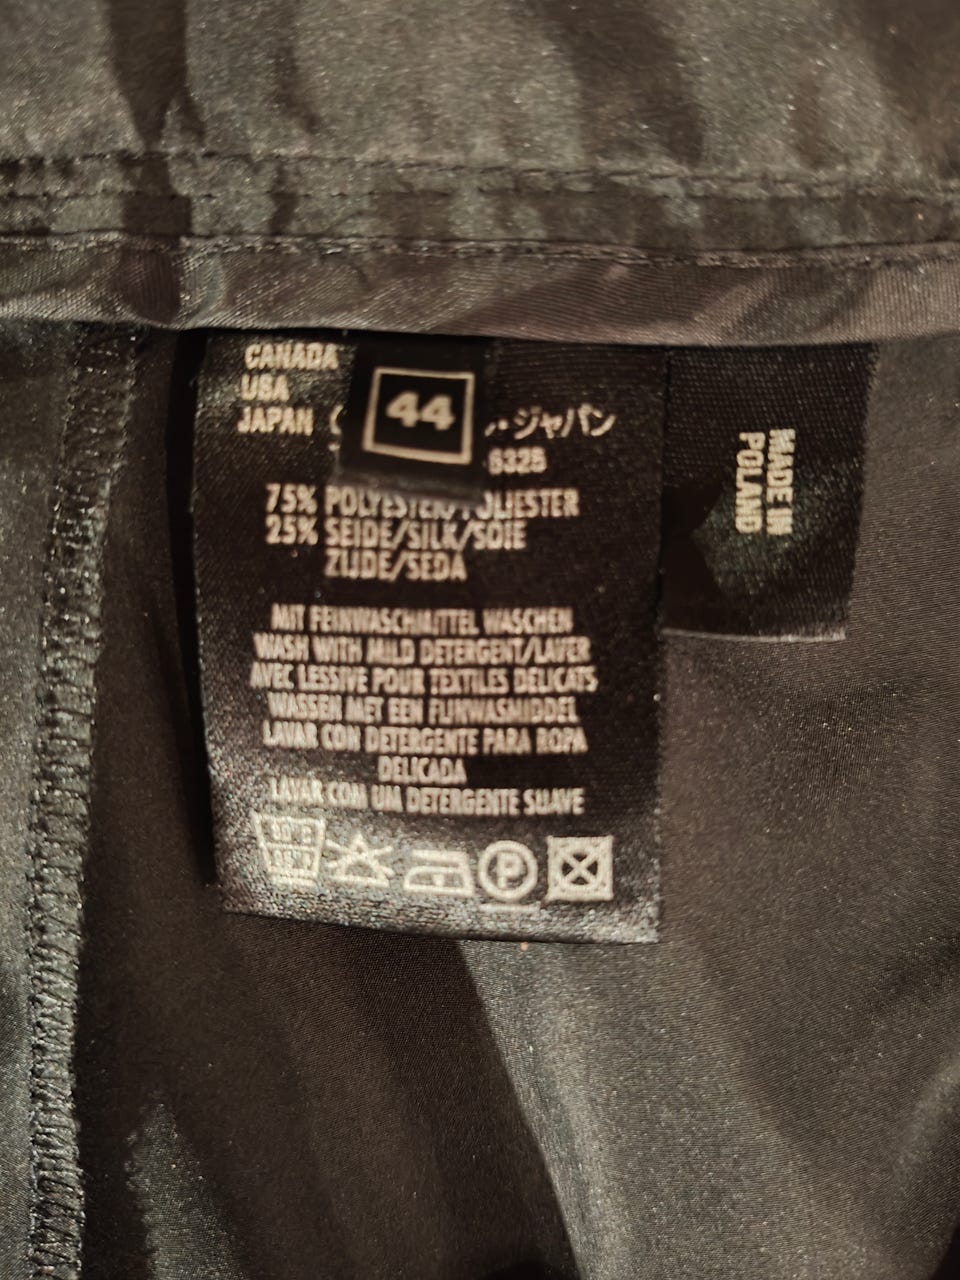 CANADA
USA
JAPAN
44
・ジャパン
6325
75% POLYESTER/POLIESTER
25% SEIDE/SILK/SOIE
ZIJDE/SEDA
MIT FEINWASCHMITTEL WASCHEN
WASH WITH MILD DETERGENT/LAVER
AVEC LESSIVE POUR TEXTILES DELICATS
WASSEN MET EEN FIJNWASMIDDEL
LAVAR CON DETERGENTE PARA ROPA
DELICADA
LAVAR COM UM DETERGENTE SUAVE
P
MADE IN
POLAND